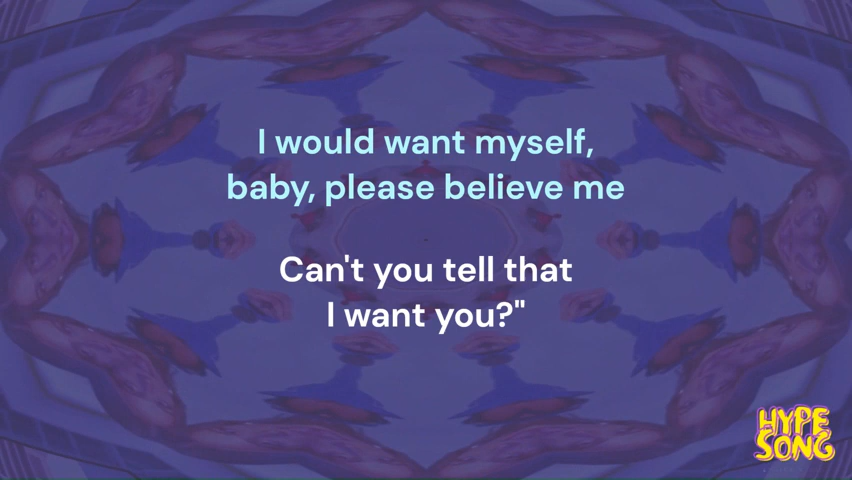 I would want myself,
baby, please believe me
Can't you tell that
I want you?"
HYPE
SONG